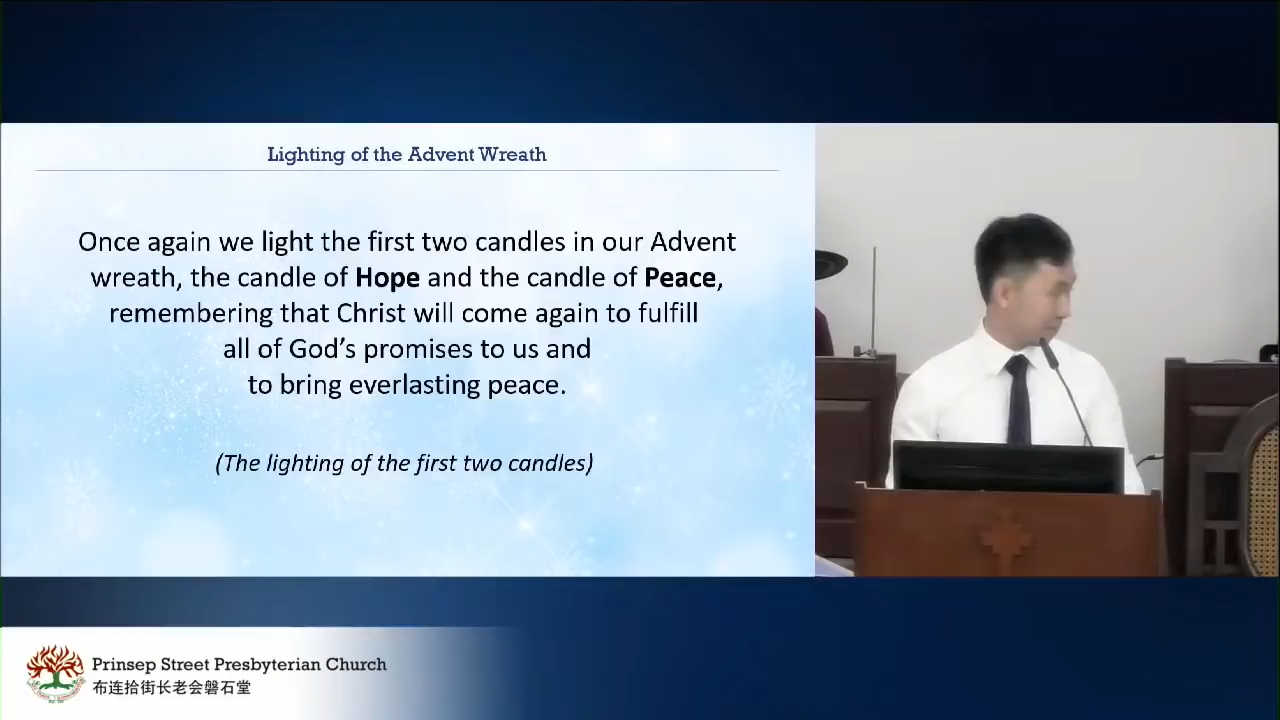 Lighting of the Advent Wreath
Once again we light the first two candles in our Advent
wreath, the candle of Hope and the candle of Peace,
remembering that Christ will come again to fulfill
all of God’s promises to us and
to bring everlasting peace.
(The lighting of the first two candles)
Prinsep Street Presbyterian Church
布连拾街长老会磐石堂